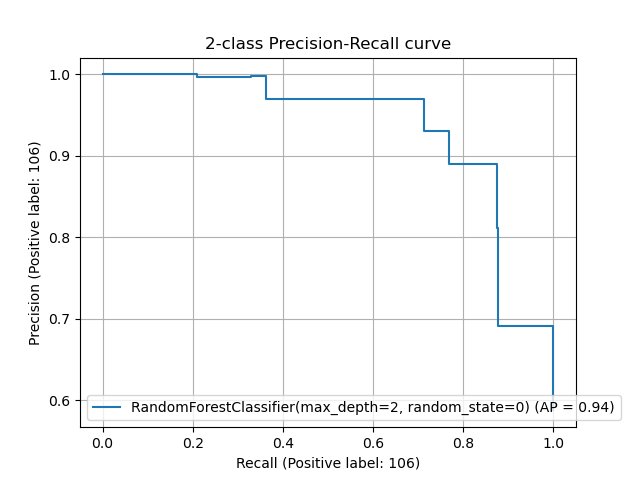 2-class Precision-Recall curve
1.0
0.9
0.8
0.7
0.6
Precision (Positive label: 106)
RandomForestClassifier(max_depth=2, random_state=0) (AP = 0.94)
0.0 0.2 0.4 0.6 0.8 1.0
Recall (Positive label: 106)